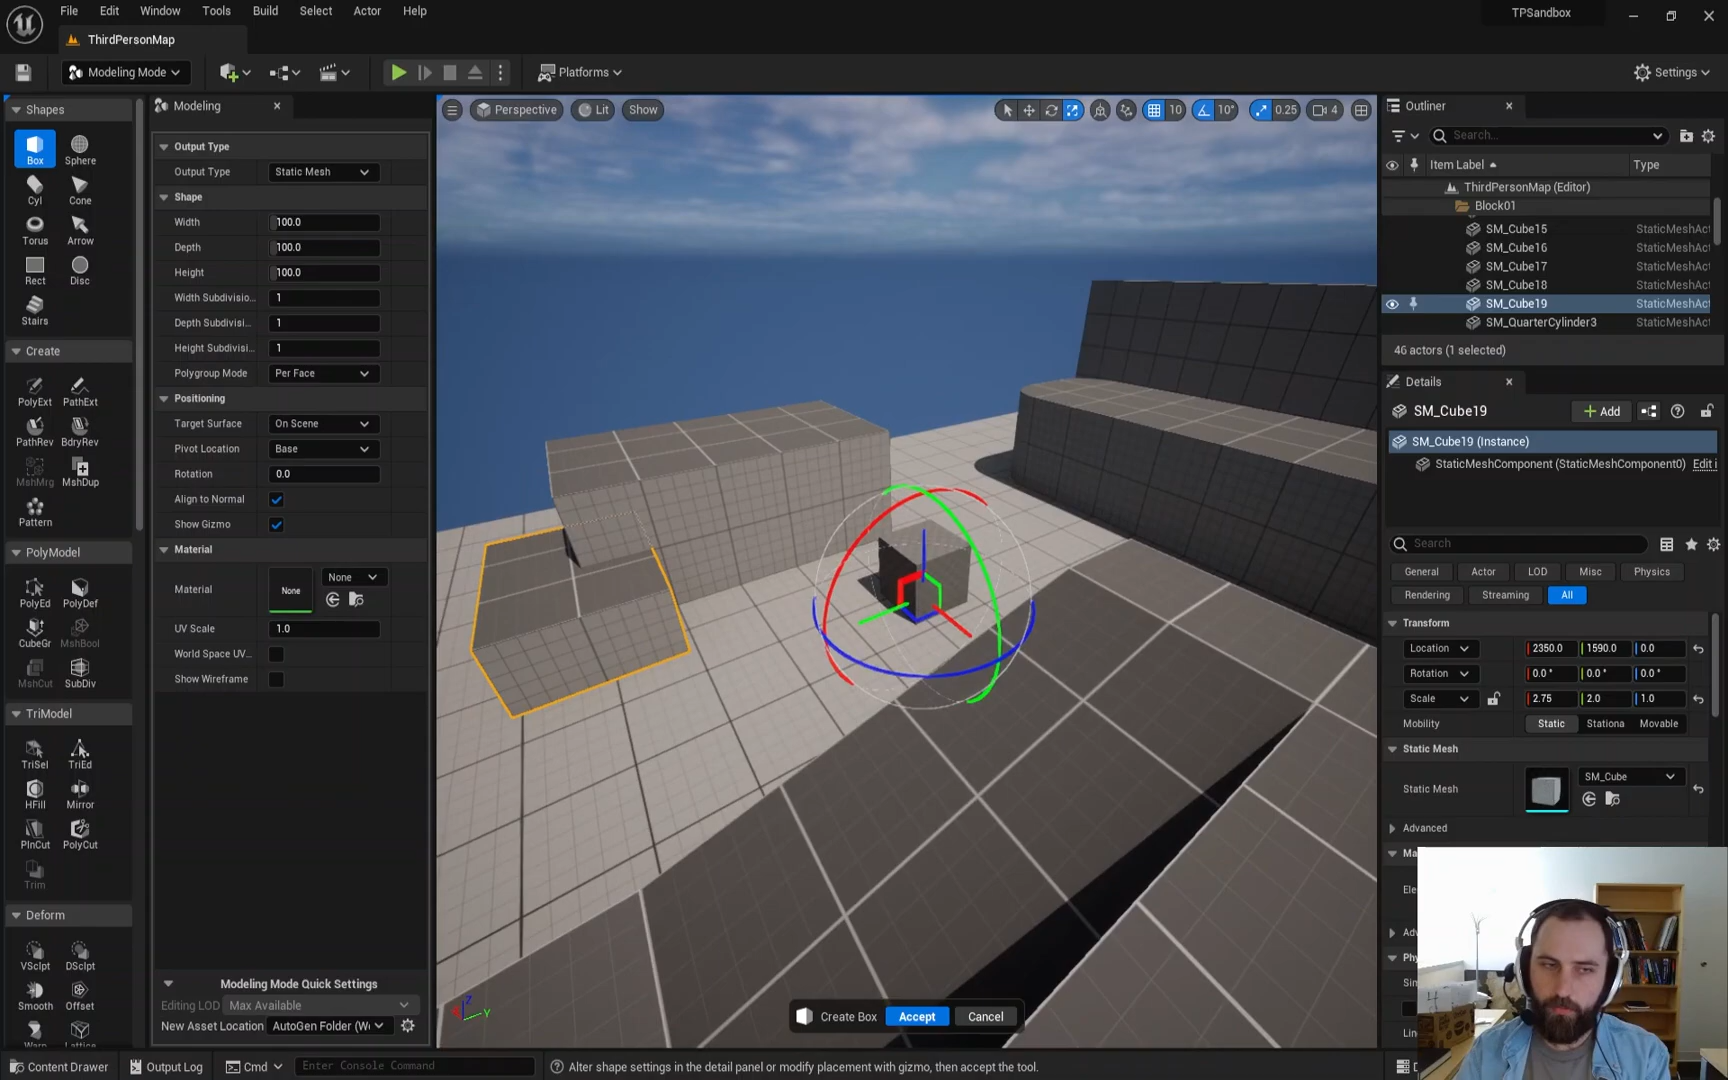 File Edit Window Tools Build Select Actor Help
TPSandbox
ThirdPersonMap
Modeling Mode
Platforms
Settings
Shapes
Box Sphere
Cyl Cone
Torus Arrow
Rect Disc
Stairs
Create
PolyExt PathExt
PathRev BdryRev
MshMrg MshDup
Pattern
PolyModel
PolyEd PolyDef
CubeGr MshBool
MshCut SubDiv
TriModel
TriSel TriEd
HFill Mirror
PlnCut PolyCut
Trim
Deform
VSclpt DSclpt
Smooth Offset
Warp Lattice
Modeling
Output Type
Output Type Static Mesh
Shape
Width 100.0
Depth 100.0
Height 100.0
Width Subdivisio... 1
Depth Subdivisi... 1
Height Subdivisi... 1
Polygroup Mode Per Face
Positioning
Target Surface On Scene
Pivot Location Base
Rotation 0.0
Align to Normal
Show Gizmo
Material
Material None None
UV Scale 1.0
World Space UV...
Show Wireframe
Modeling Mode Quick Settings
Editing LOD Max Available
New Asset Location AutoGen Folder (W
Perspective Lit Show
10 10° 0.25 4
Z Y
Create Box Accept Cancel
Outliner
Search...
Item Label Type
ThirdPersonMap (Editor)
Block01
SM_Cube15 StaticMeshAct
SM_Cube16 StaticMeshAct
SM_Cube17 StaticMeshAct
SM_Cube18 StaticMeshAct
SM_Cube19 StaticMeshAct
SM_QuarterCylinder3 StaticMeshAct
46 actors (1 selected)
Details
SM_Cube19 Add
SM_Cube19 (Instance)
StaticMeshComponent (StaticMeshComponent0) Edit i
Search
General Actor LOD Misc Physics
Rendering Streaming All
Transform
Location 2350.0 1590.0 0.0
Rotation 0.0 ° 0.0 ° 0.0 °
Scale 2.75 2.0 1.0
Mobility Static Stationa Movable
Static Mesh
Static Mesh SM_Cube
Advanced
Ma
Ele
Adv
Phy
Sim
Line
Content Drawer Output Log Cmd Enter Console Command
Alter shape settings in the detail panel or modify placement with gizmo, then accept the tool.